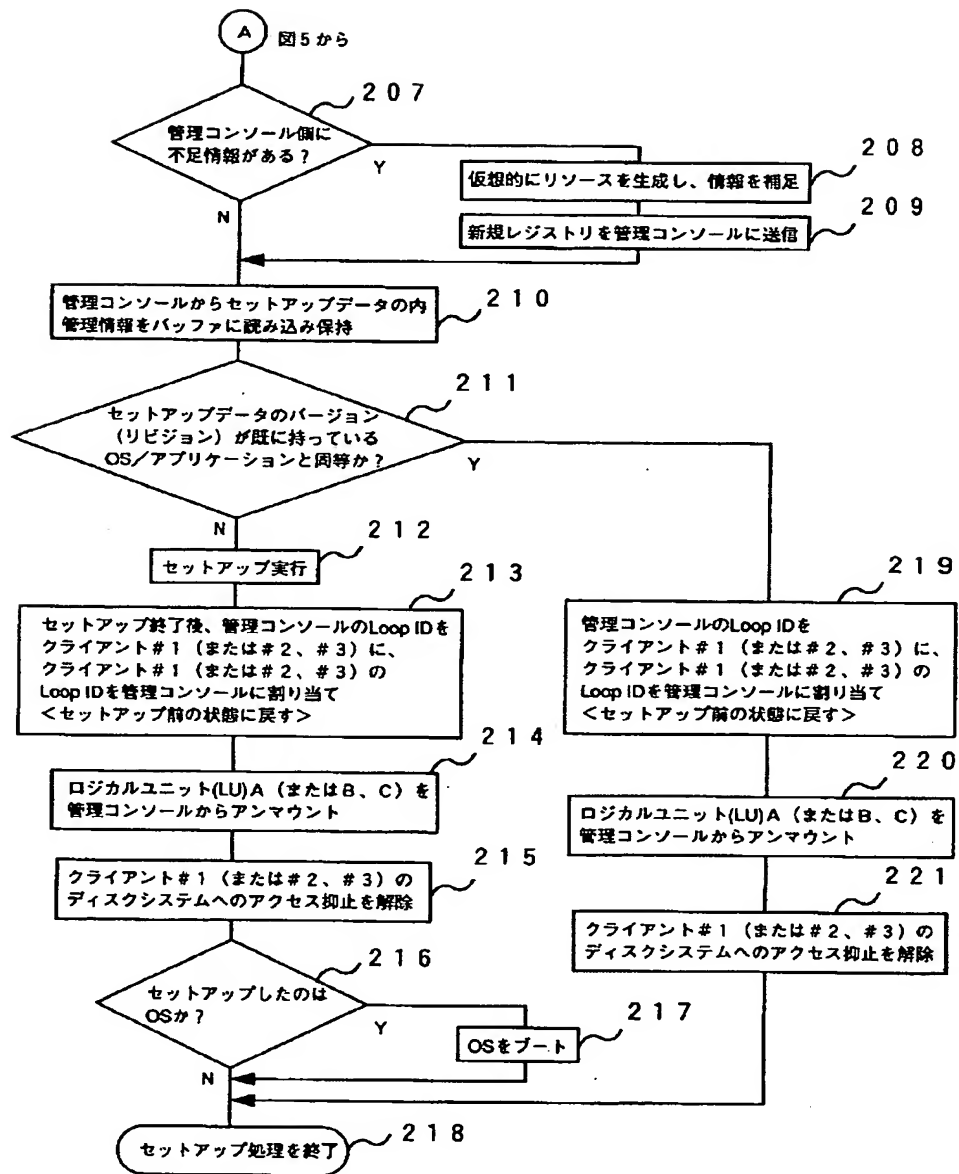 A
図5から
207
管理コンソール側に
不足情報がある？
Y
N
208
仮想的にリソースを生成し、情報を補足
209
新規レジストリを管理コンソールに送信
210
管理コンソールからセットアップデータの内
管理情報をバッファに読み込み保持
211
セットアップデータのバージョン
（リビジョン）が既に持っている
OS／アプリケーションと同等か？
Y
N
212
セットアップ実行
213
セットアップ終了後、管理コンソールのLoop IDを
クライアント＃1（または＃2、＃3）に、
クライアント＃1（または＃2、＃3）の
Loop IDを管理コンソールに割り当て
＜セットアップ前の状態に戻す＞
214
ロジカルユニット(LU)A（またはB、C）を
管理コンソールからアンマウント
215
クライアント＃1（または＃2、＃3）の
ディスクシステムへのアクセス抑止を解除
216
セットアップしたのは
OSか？
Y
N
217
OSをブート
219
管理コンソールのLoop IDを
クライアント＃1（または＃2、＃3）に、
クライアント＃1（または＃2、＃3）の
Loop IDを管理コンソールに割り当て
＜セットアップ前の状態に戻す＞
220
ロジカルユニット(LU)A（またはB、C）を
管理コンソールからアンマウント
221
クライアント＃1（または＃2、＃3）の
ディスクシステムへのアクセス抑止を解除
218
セットアップ処理を終了